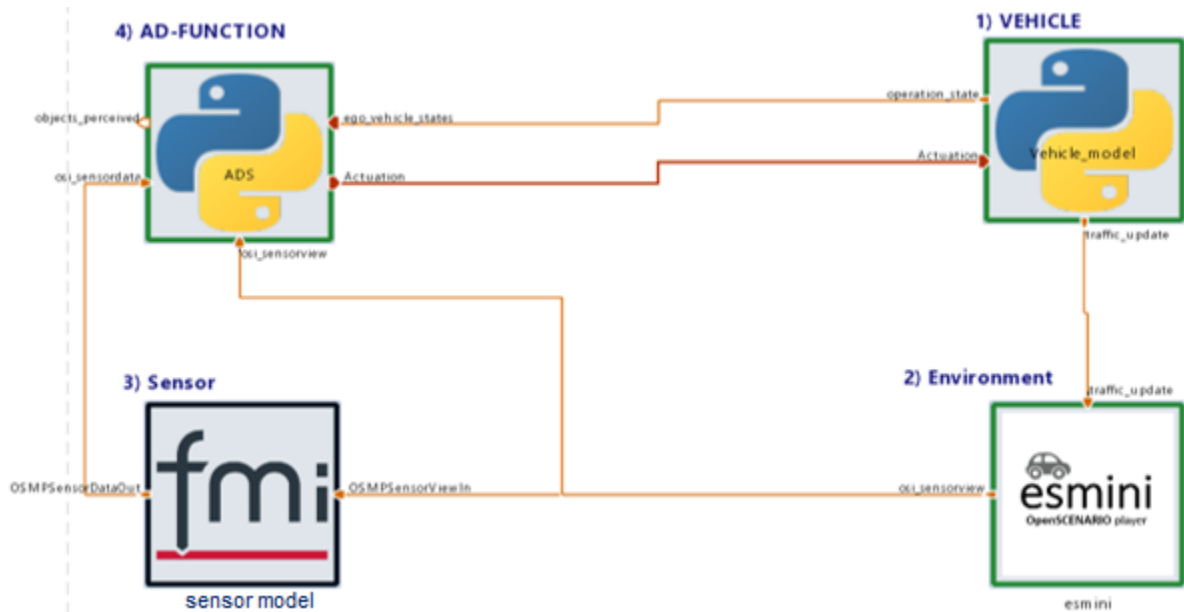 4) AD-FUNCTION
1) VEHICLE
objects_perceived
ego_vehicle_states
operation_state
osi_sensordata
ADS
Actuation
Actuation
Vehicle_model
osi_sensorview
traffic_update
3) Sensor
2) Environment
traffic_update
fmi
OSMPSensorDataOut
OSMPSensorViewIn
osi_sensorview
esmini
OpenSCENARIO player
sensor model
esmini